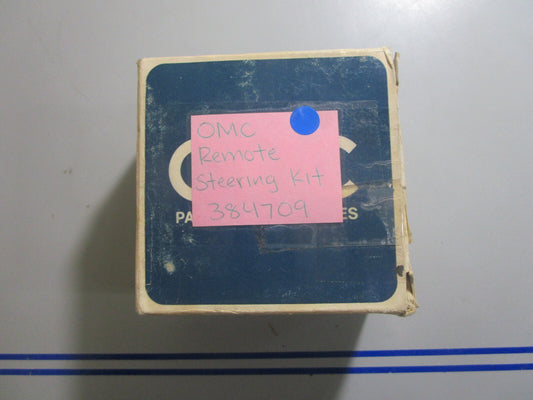 OMC
Remote
Steering Kit
384709